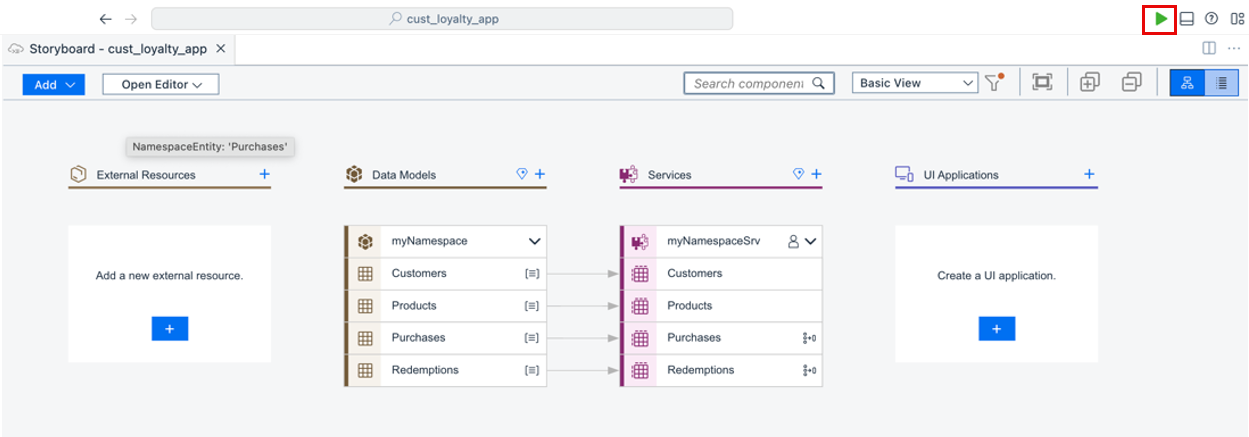 cust_loyalty_app
Storyboard - cust_loyalty_app
Add
Open Editor
Search component
Basic View
NamespaceEntity: 'Purchases'
External Resources
Data Models
Services
UI Applications
Add a new external resource.
myNamespace
Customers
Products
Purchases
Redemptions
myNamespaceSrv
Customers
Products
Purchases
Redemptions
Create a UI application.